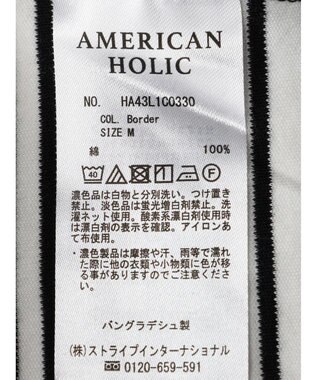 AMERICAN
HOLIC
NO. HA43L1C0330
COL. Border
SIZE M
綿 100%
40 F
濃色品は白物と分別洗い。つけ置き
禁止。淡色品は蛍光増白剤禁止。洗
濯ネット使用。酸素系漂白剤使用時
は漂白剤の表示を確認。アイロンあ
て布使用。
・濃色製品は摩擦や汗、雨等で濡れ
た際に他の衣類や小物類に色が移
る事がありますのでご注意くださ
い。
バングラデシュ製
(株)ストライプインターナショナル
0120-659-591